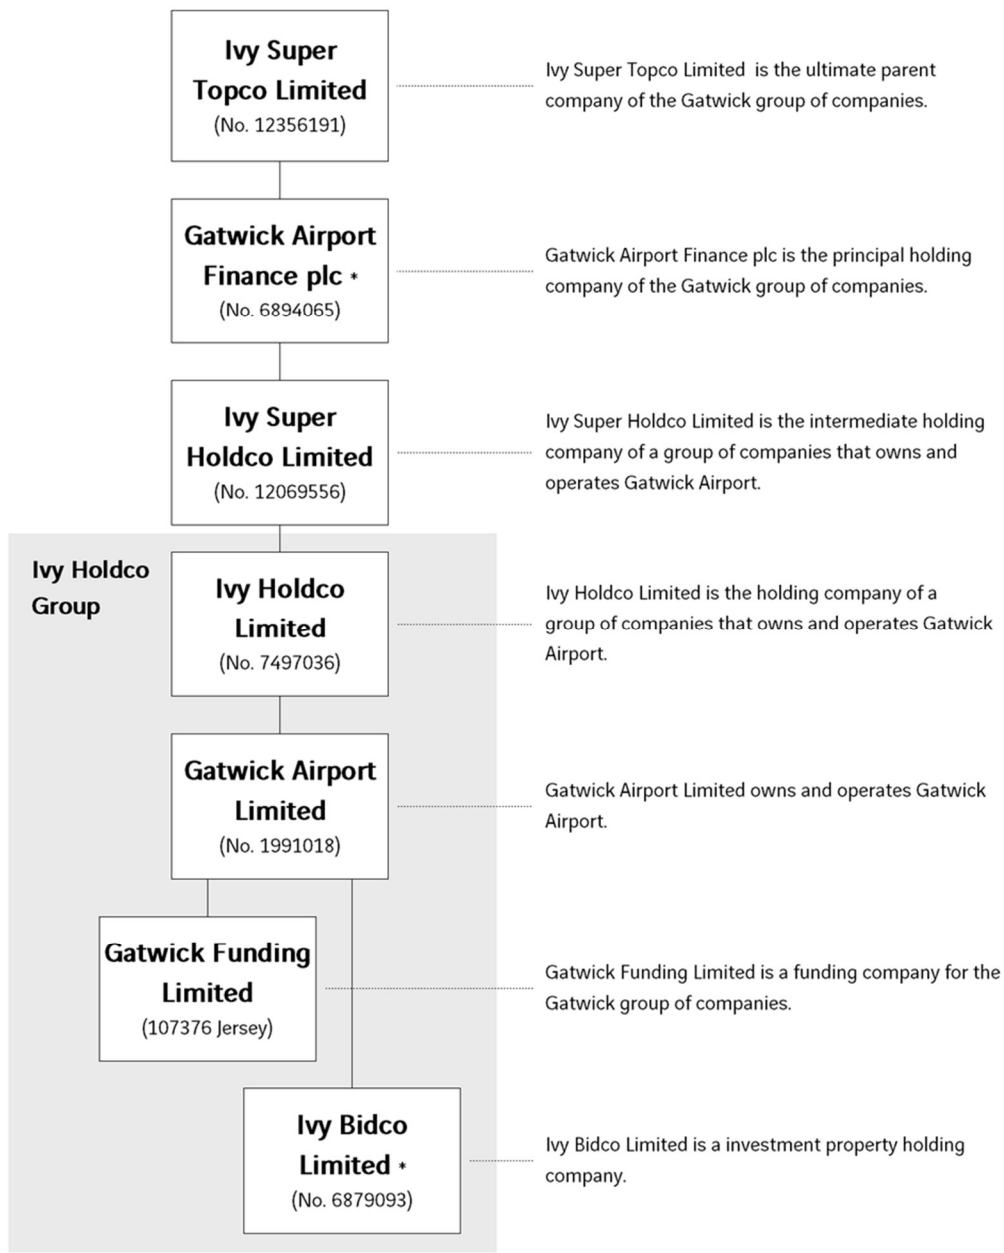 Ivy Super
Topco Limited
(No. 12356191)
Ivy Super Topco Limited is the ultimate parent
company of the Gatwick group of companies.
Gatwick Airport
Finance plc *
(No. 6894065)
Gatwick Airport Finance plc is the principal holding
company of the Gatwick group of companies.
Ivy Super
Holdco Limited
(No. 12069556)
Ivy Super Holdco Limited is the intermediate holding
company of a group of companies that owns and
operates Gatwick Airport.
Ivy Holdco
Group
Ivy Holdco
Limited
(No. 7497036)
Ivy Holdco Limited is the holding company of a
group of companies that owns and operates Gatwick
Airport.
Gatwick Airport
Limited
(No. 1991018)
Gatwick Airport Limited owns and operates Gatwick
Airport.
Gatwick Funding
Limited
(107376 Jersey)
Gatwick Funding Limited is a funding company for the
Gatwick group of companies.
Ivy Bidco
Limited *
(No. 6879093)
Ivy Bidco Limited is a investment property holding
company.